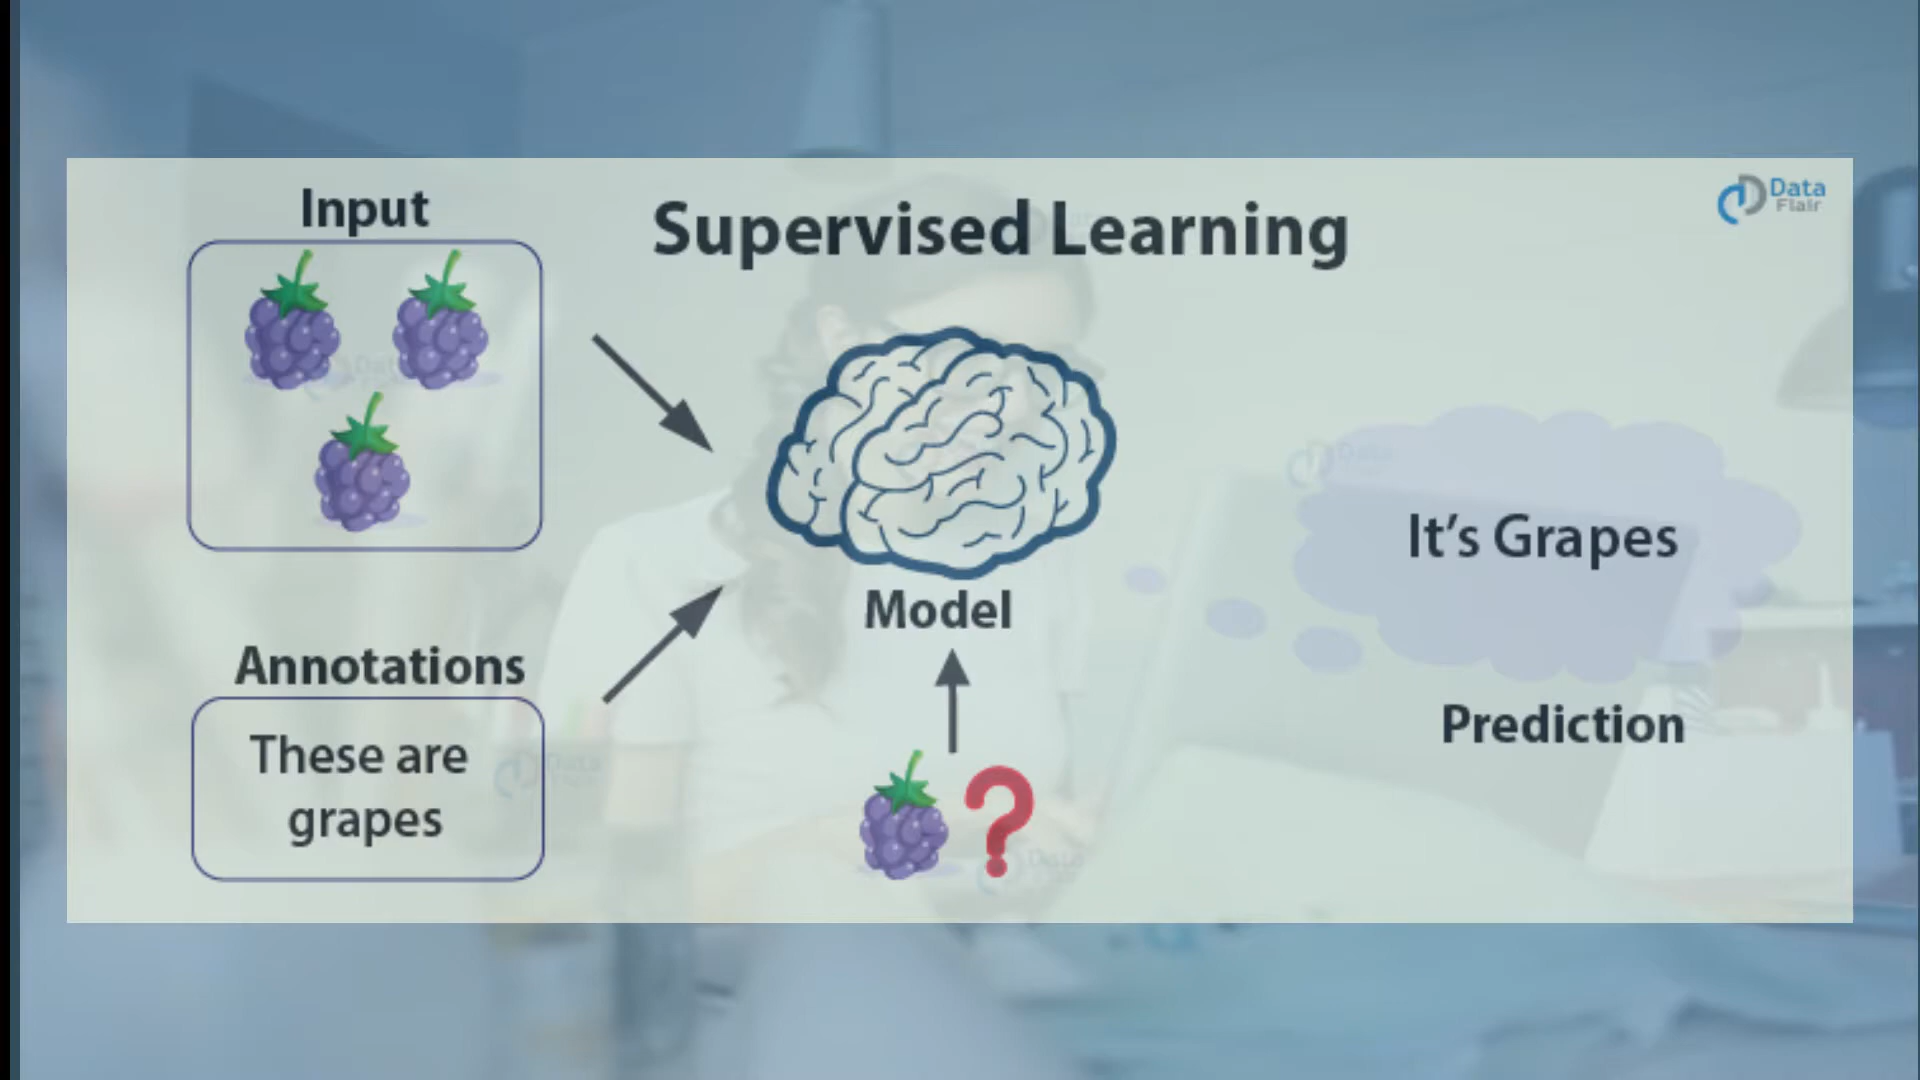 Input
Supervised Learning
Data
Flair
Model
It's Grapes
Annotations
These are
grapes
Prediction